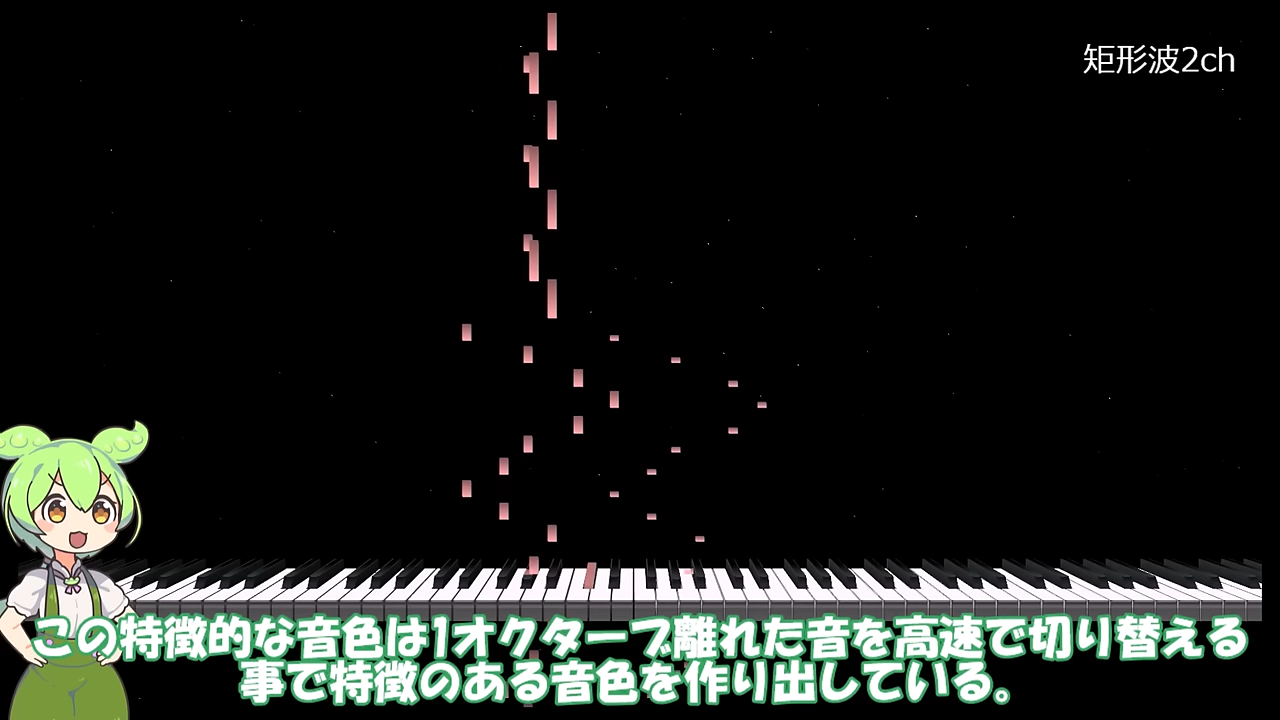 矩形波2ch
この特徴的な音色は1オクターブ離れた音を高速で切り替える
事で特徴のある音色を作り出している。